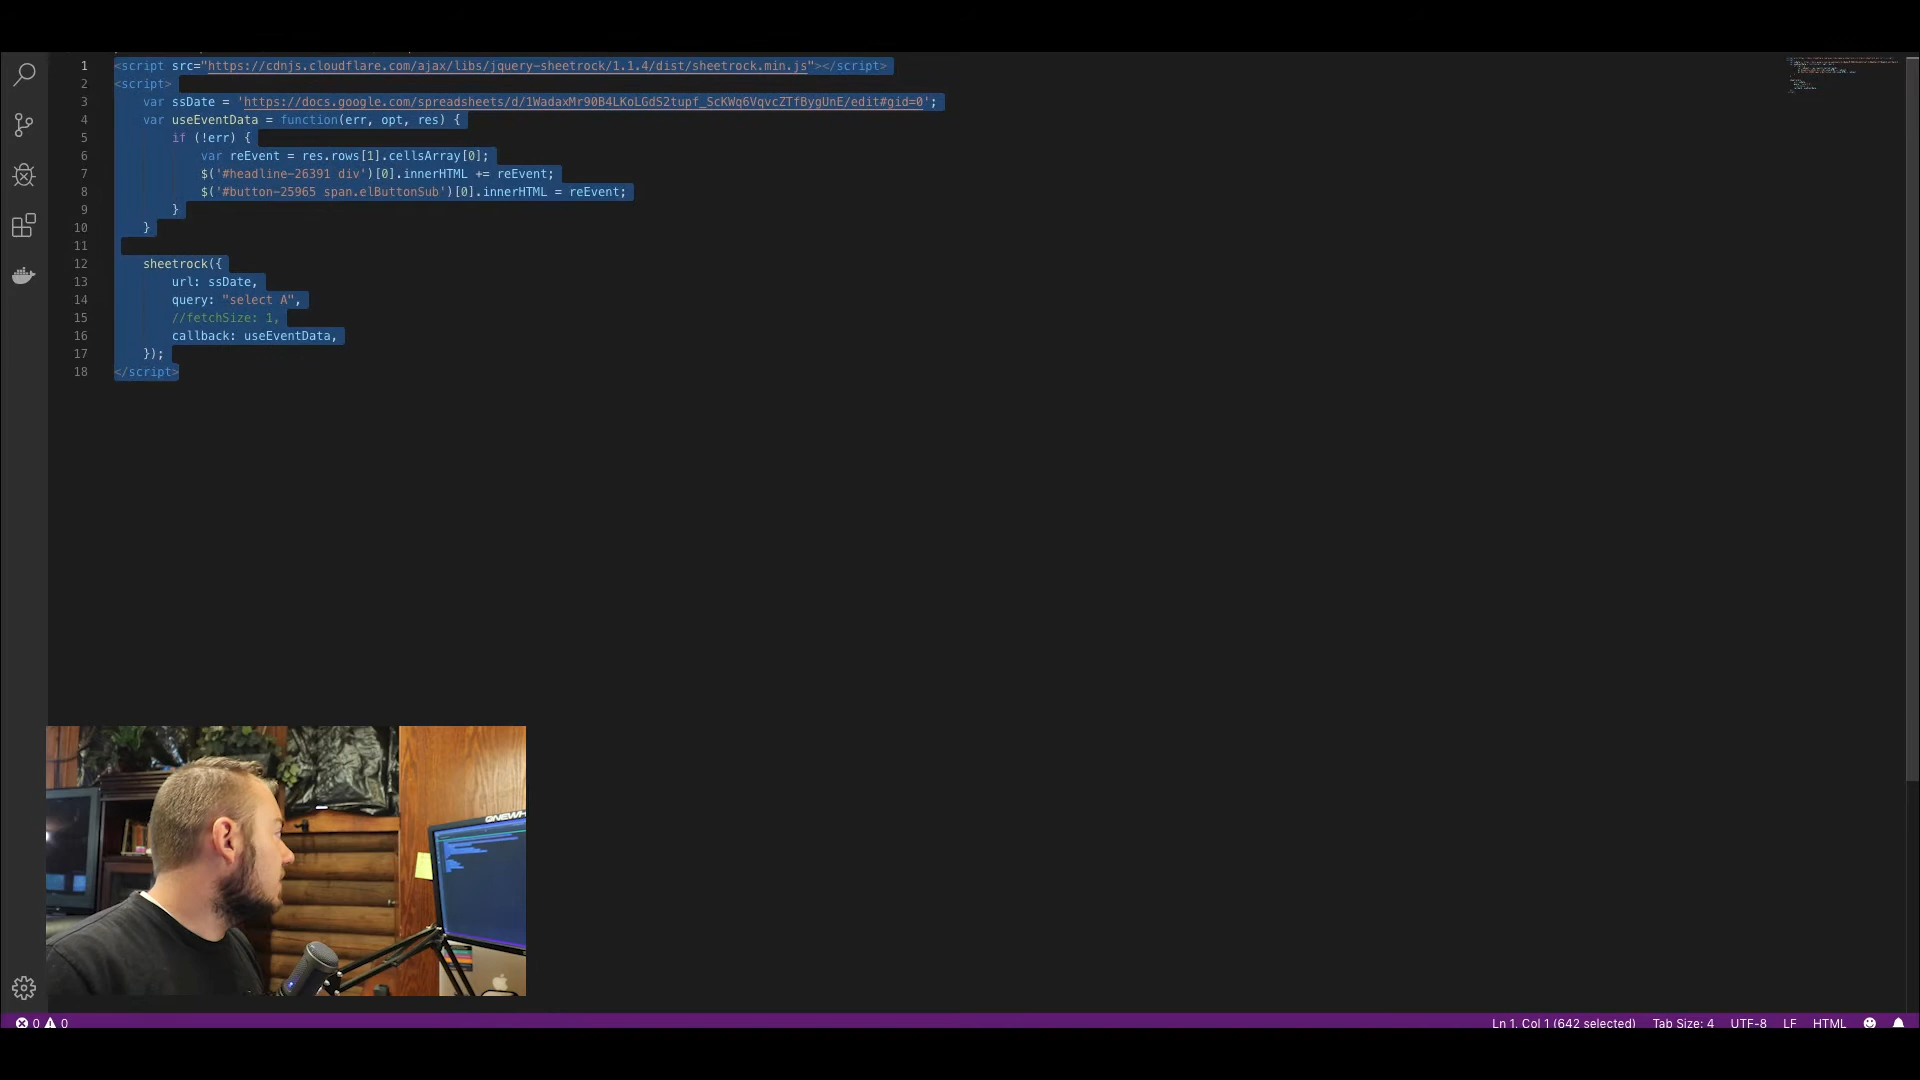 1 <script src="https://cdnjs.cloudflare.com/ajax/libs/jquery-sheetrock/1.1.4/dist/sheetrock.min.js"></script>
2 <script>
3 var ssDate = 'https://docs.google.com/spreadsheets/d/1WadaxMr90B4LKoLGdS2tupf_ScKWq6VqvcZTfBygUnE/edit#gid=0';
4 var useEventData = function(err, opt, res) {
5 if (!err) {
6 var reEvent = res.rows[1].cellsArray[0];
7 $('#headline-26391 div')[0].innerHTML += reEvent;
8 $('#button-25965 span.elButtonSub')[0].innerHTML = reEvent;
9 }
10 }
11
12 sheetrock({
13 url: ssDate,
14 query: "select A",
15 //fetchSize: 1,
16 callback: useEventData,
17 });
18 </script>
0 0 Ln 1, Col 1 (642 selected) Tab Size: 4 UTF-8 LF HTML